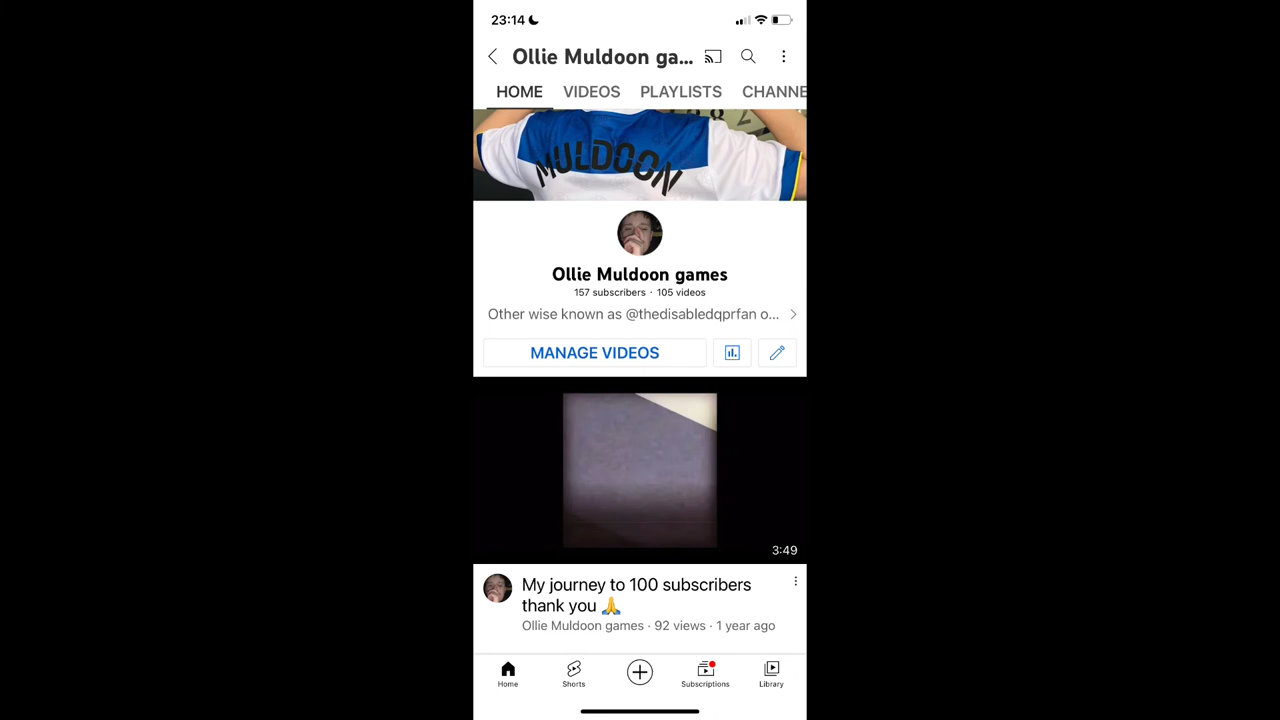 23:14
Ollie Muldoon ga...
HOME VIDEOS PLAYLISTS CHANNE
MULDOON
Ollie Muldoon games
157 subscribers · 105 videos
Other wise known as @thedisabledqprfan o...
MANAGE VIDEOS
3:49
My journey to 100 subscribers
thank you 🙏
Ollie Muldoon games · 92 views · 1 year ago
Home Shorts Subscriptions Library